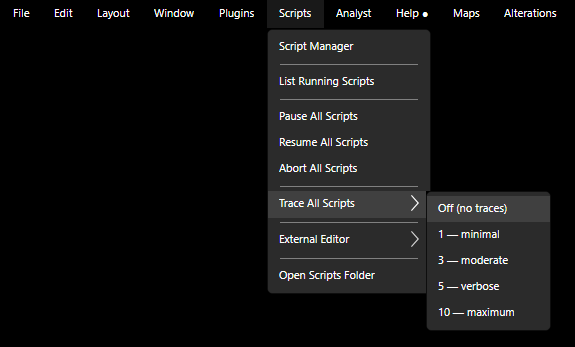 File Edit Layout Window Plugins Scripts Analyst Help ● Maps Alterations
Script Manager
List Running Scripts
Pause All Scripts
Resume All Scripts
Abort All Scripts
Trace All Scripts
External Editor
Open Scripts Folder
Off (no traces)
1 — minimal
3 — moderate
5 — verbose
10 — maximum